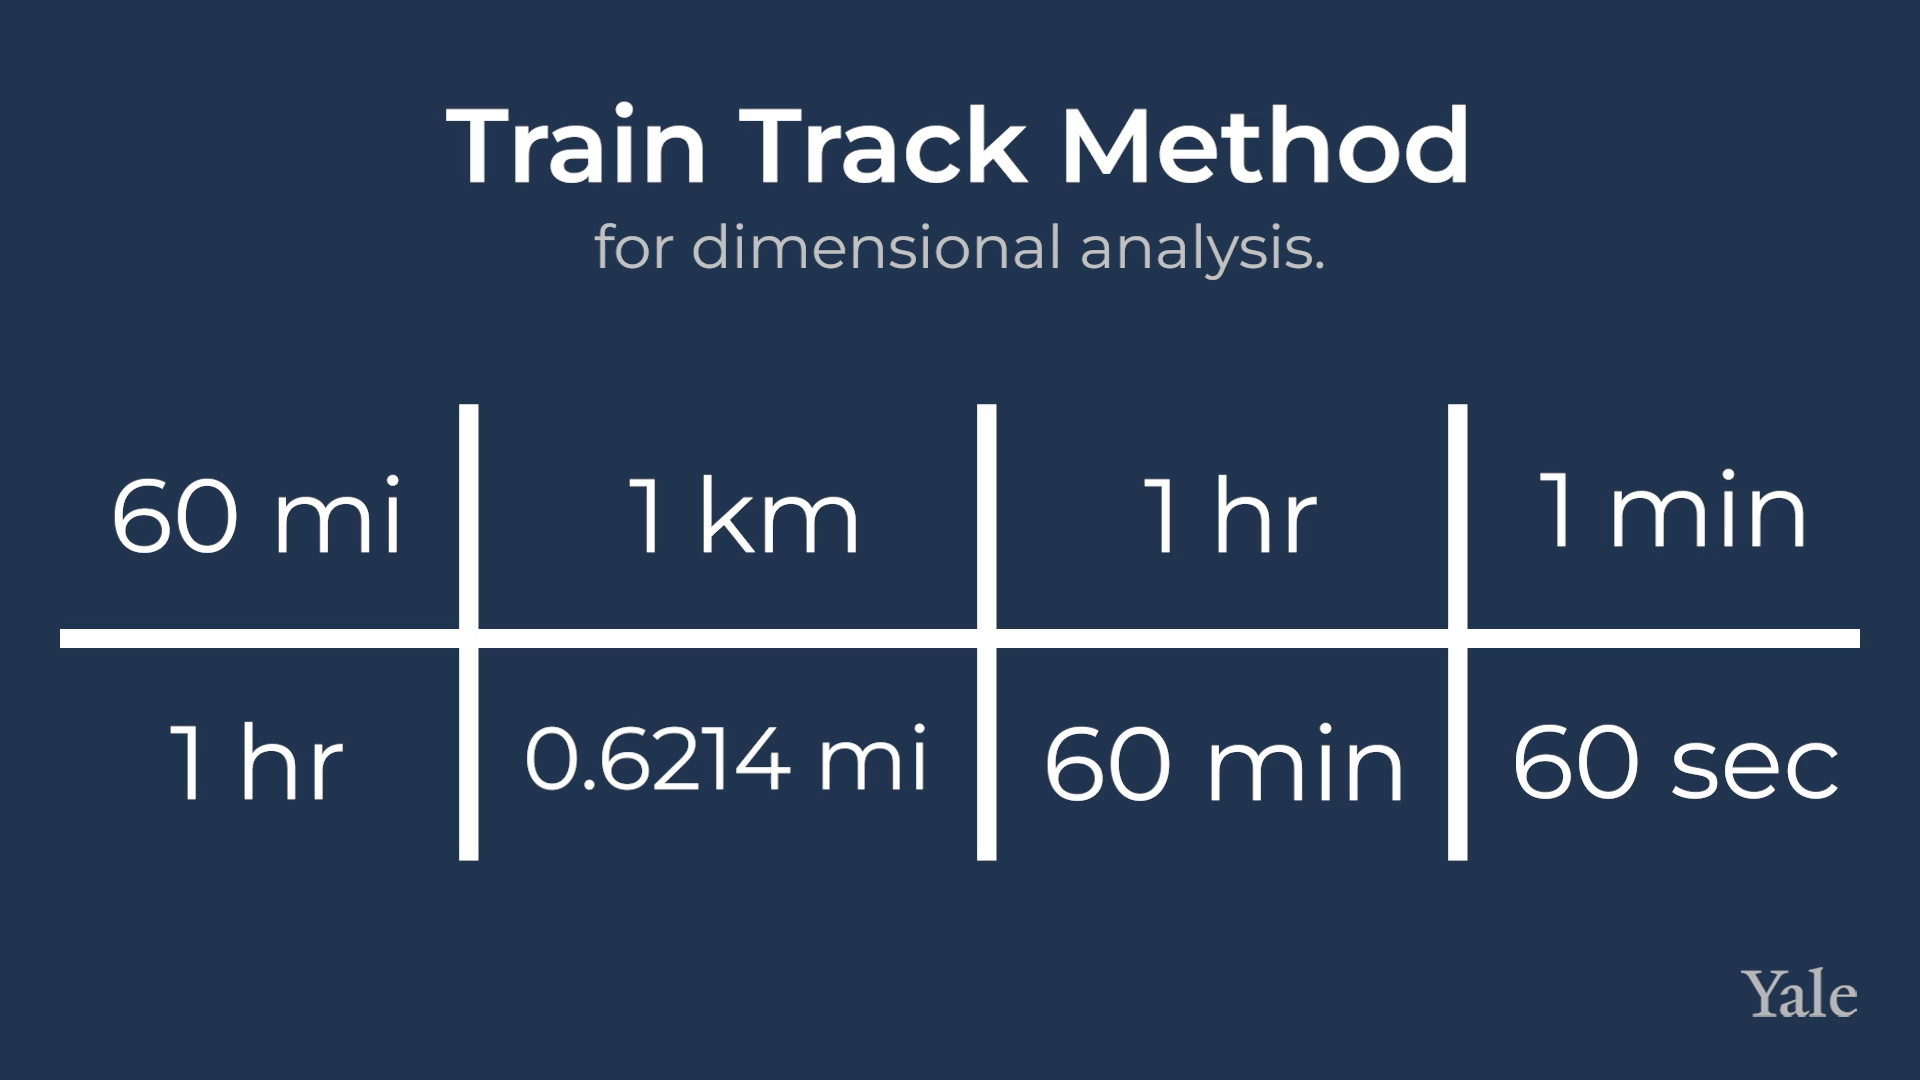 Train Track Method
for dimensional analysis.
60 mi 1 km 1 hr 1 min
1 hr 0.6214 mi 60 min 60 sec
Yale